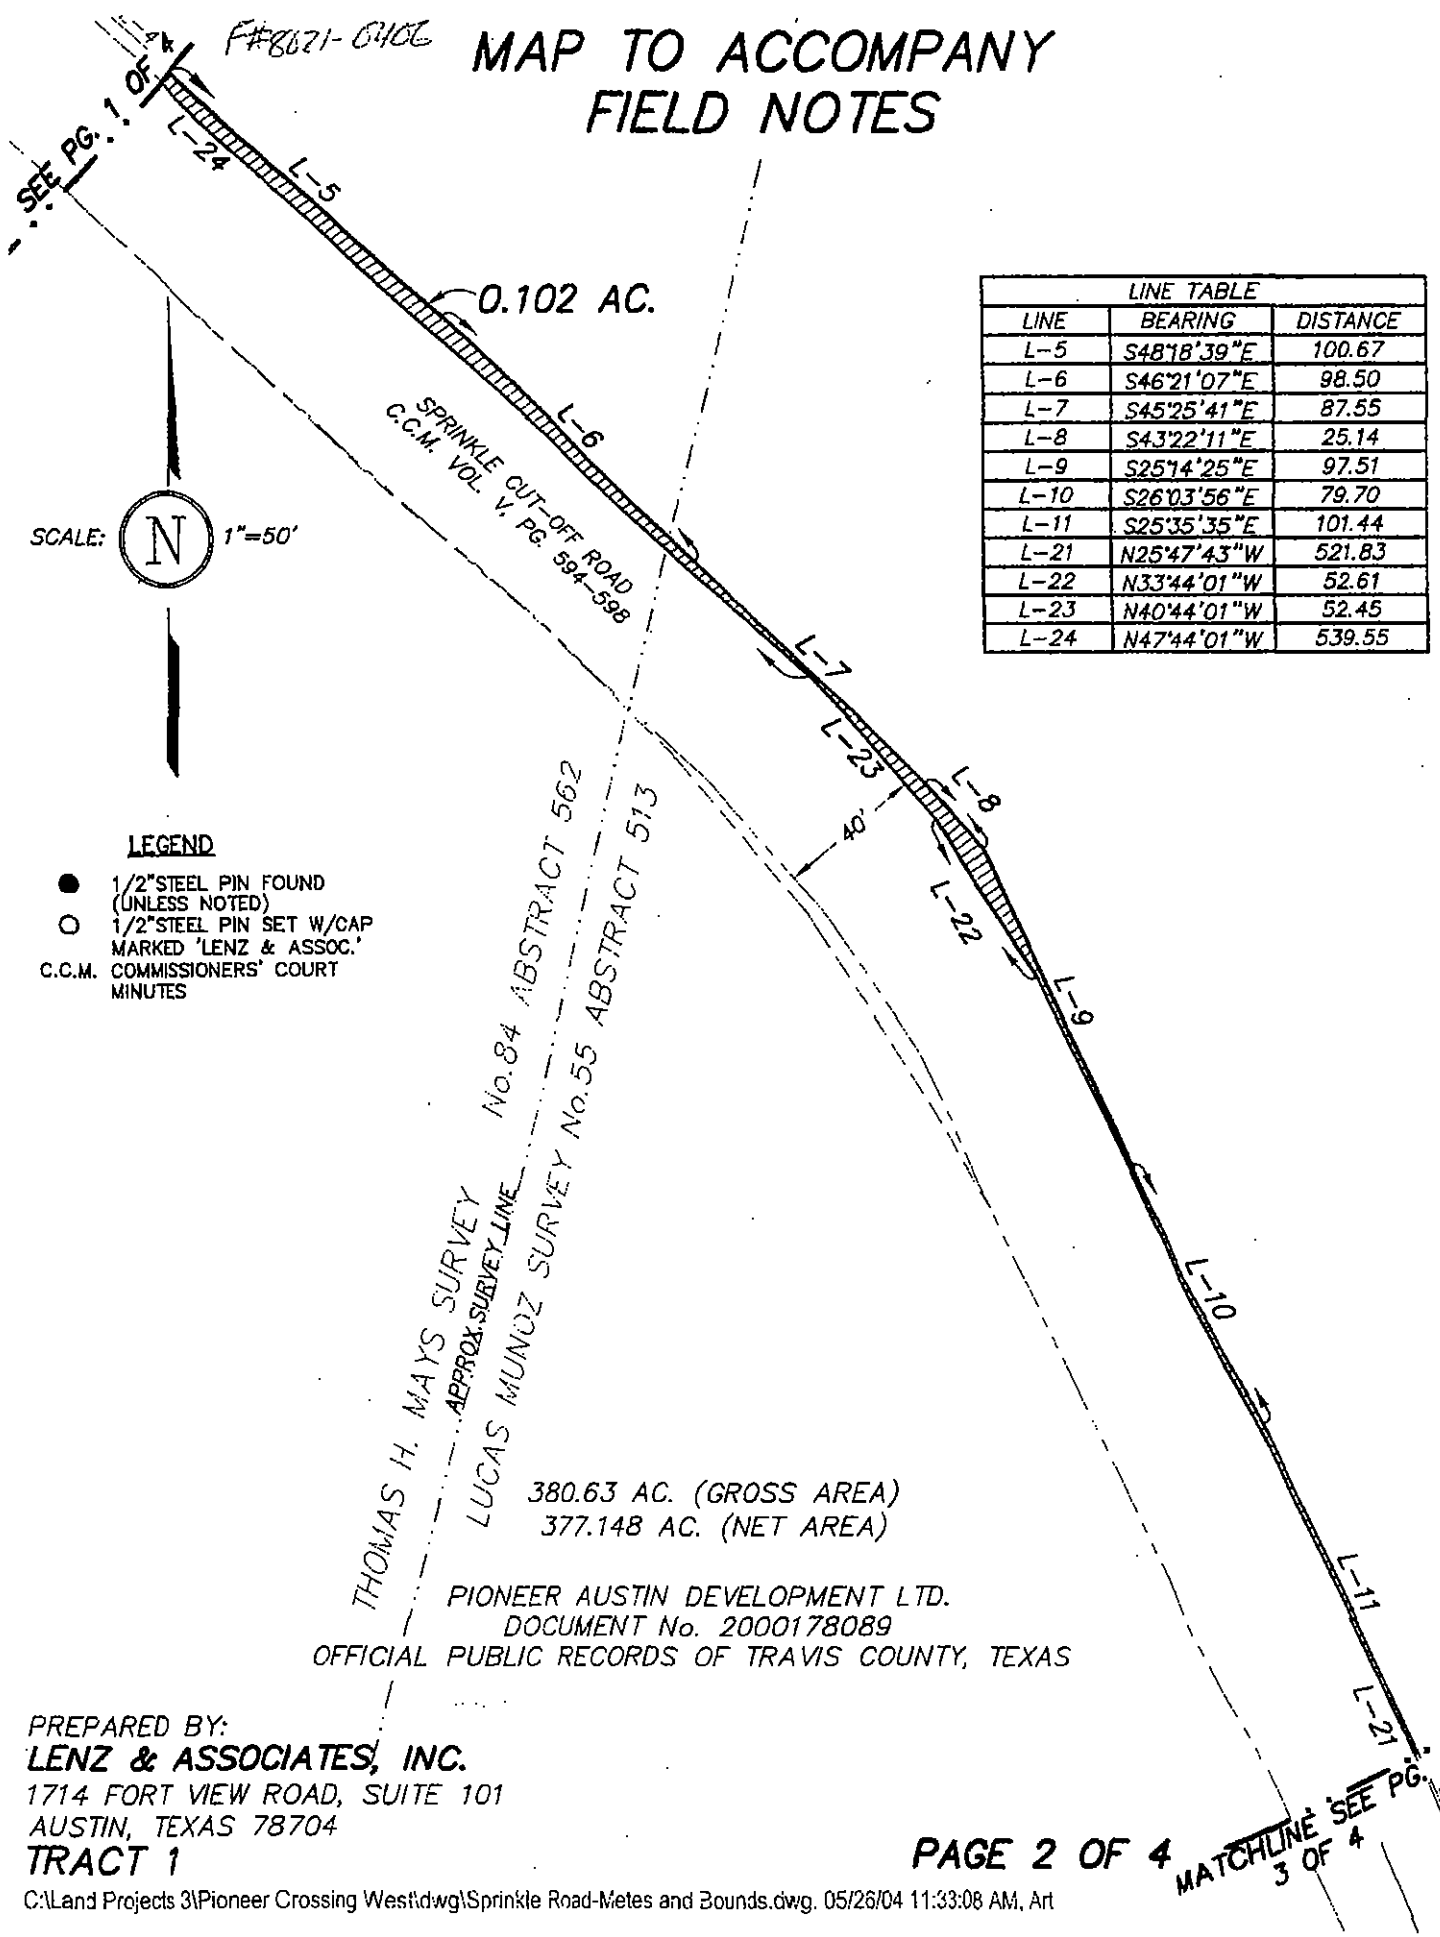 F#8621-0406
MAP TO ACCOMPANY
FIELD NOTES
SEE PG. 1 OF 4
L-24
L-5
0.102 AC.
L-6
SPRINKLE CUT-OFF ROAD
C.C.M. VOL. V, PG. 594-598
LINE TABLE
LINE BEARING DISTANCE
L-5 S48°18'39"E 100.67
L-6 S46°21'07"E 98.50
L-7 S45°25'41"E 87.55
L-8 S43°22'11"E 25.14
L-9 S25°14'25"E 97.51
L-10 S26°03'56"E 79.70
L-11 S25°35'35"E 101.44
L-21 N25°47'43"W 521.83
L-22 N33°44'01"W 52.61
L-23 N40°44'01"W 52.45
L-24 N47°44'01"W 539.55
SCALE: N 1"=50'
L-7
L-23
L-8
40'
L-22
L-9
LEGEND
1/2"STEEL PIN FOUND
(UNLESS NOTED)
1/2"STEEL PIN SET W/CAP
MARKED 'LENZ & ASSOC.'
C.C.M. COMMISSIONERS' COURT
MINUTES
THOMAS H. MAYS SURVEY No.84 ABSTRACT 562
APPROX.SURVEY LINE
LUCAS MUNOZ SURVEY No.55 ABSTRACT 513
L-10
L-11
L-21
380.63 AC. (GROSS AREA)
377.148 AC. (NET AREA)
PIONEER AUSTIN DEVELOPMENT LTD.
DOCUMENT No. 2000178089
OFFICIAL PUBLIC RECORDS OF TRAVIS COUNTY, TEXAS
PREPARED BY:
LENZ & ASSOCIATES, INC.
1714 FORT VIEW ROAD, SUITE 101
AUSTIN, TEXAS 78704
TRACT 1
PAGE 2 OF 4
MATCHLINE SEE PG.
3 OF 4
C:\Land Projects 3\Pioneer Crossing West\dwg\Sprinkle Road-Metes and Bounds.dwg, 05/26/04 11:33:08 AM, Art